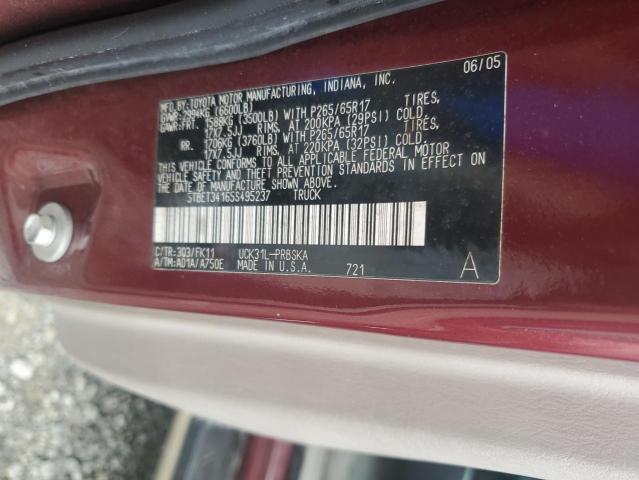 MFD. BY: TOYOTA MOTOR MANUFACTURING, INDIANA, INC. 06/05
GVWR: 2994KG (6600LB)
GAWR: FRT. 1588KG (3500LB) WITH P265/65R17 TIRES,
17X7.5JJ RIMS, AT 200KPA (29PSI) COLD.
RR. 1706KG (3760LB) WITH P265/65R17 TIRES,
17X7.5JJ RIMS, AT 220KPA (32PSI) COLD.
THIS VEHICLE CONFORMS TO ALL APPLICABLE FEDERAL MOTOR
VEHICLE SAFETY AND THEFT PREVENTION STANDARDS IN EFFECT ON
THE DATE OF MANUFACTURE SHOWN ABOVE.
5TBET34165S495237 TRUCK
C/TR: 3Q3/FK11 UCK31L-PRBSKA
A/TM: A01A/A750E MADE IN U.S.A. 721 A